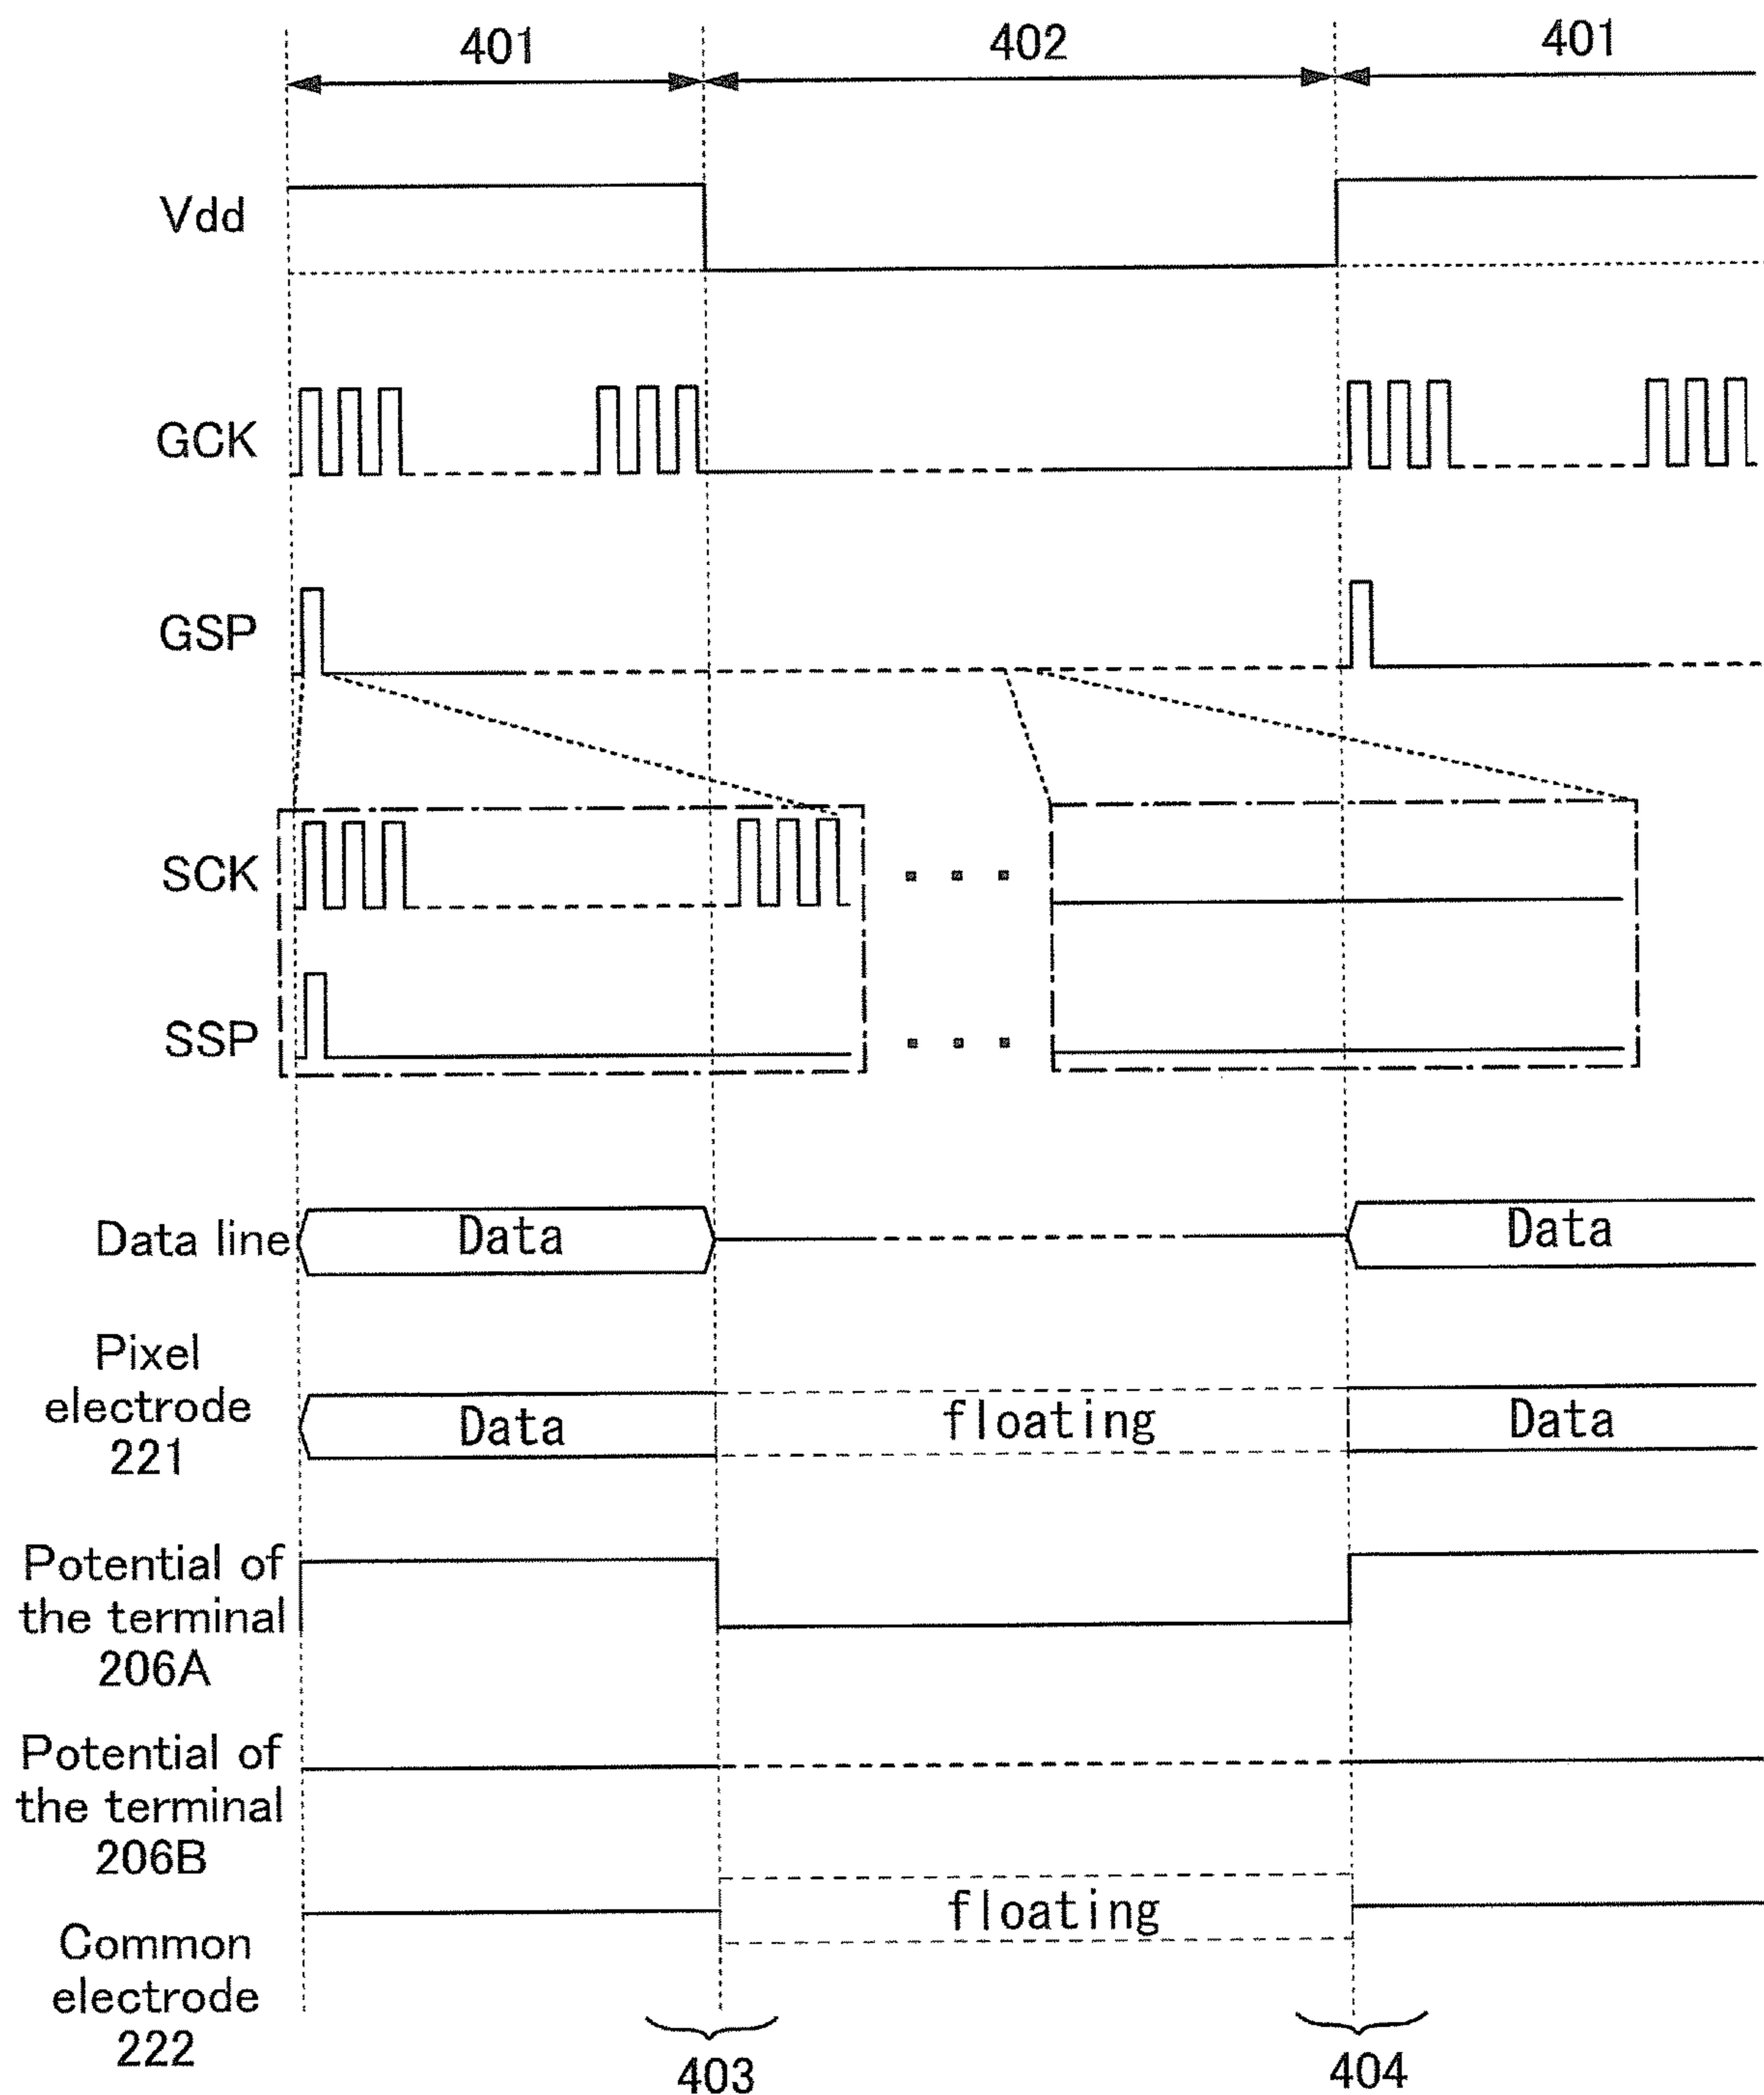 401
402
401
Vdd
GCK
GSP
SCK
SSP
Data line
Data
Data
Pixel
electrode
221
Data
floating
Data
Potential of
the terminal
206A
Potential of
the terminal
206B
Common
electrode
222
floating
403
404